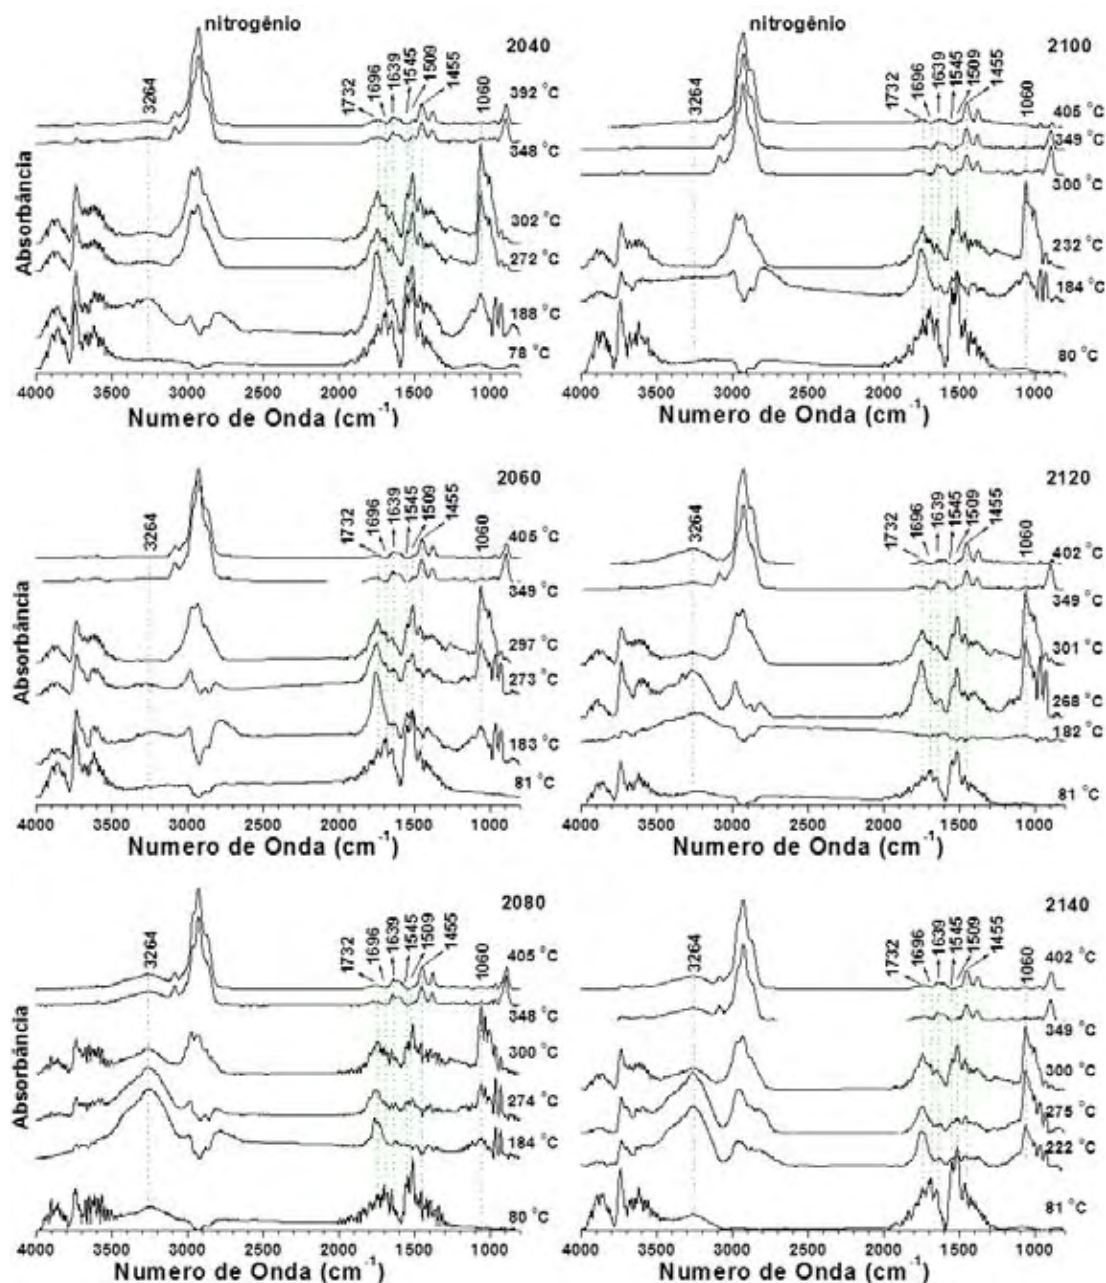 nitrogênio
2040
3264
1732
1696
1639
1545
1509
1455
1060
392 °C
348 °C
302 °C
272 °C
188 °C
78 °C
Absorbância
4000 3500 3000 2000 1500 1000
Numero de Onda (cm-1)
nitrogênio
2100
3264
1732
1696
1639
1545
1509
1455
1060
405 °C
349 °C
300 °C
232 °C
184 °C
80 °C
4000 3500 3000 2000 1500 1000
Numero de Onda (cm-1)
2060
3264
1732
1696
1639
1545
1509
1455
1060
405 °C
349 °C
297 °C
273 °C
183 °C
81 °C
Absorbância
4000 3500 3000 2000 1500 1000
Numero de Onda (cm-1)
2120
3264
1732
1696
1639
1545
1509
1455
1060
402 °C
349 °C
301 °C
268 °C
182 °C
81 °C
4000 3500 3000 2000 1500 1000
Numero de Onda (cm-1)
2080
3264
1732
1696
1639
1545
1509
1455
1060
405 °C
348 °C
300 °C
274 °C
184 °C
80 °C
Absorbância
4000 3500 3000 2000 1500 1000
Numero de Onda (cm-1)
2140
3264
1732
1696
1639
1545
1509
1455
1060
402 °C
349 °C
300 °C
275 °C
222 °C
81 °C
4000 3500 3000 2000 1500 1000
Numero de Onda (cm-1)